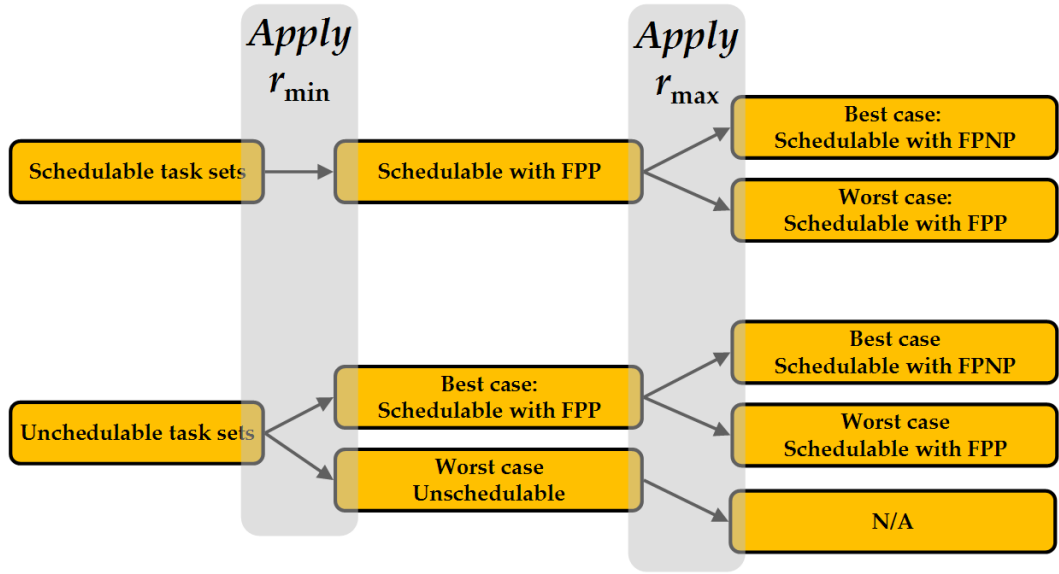 Apply
r min
Apply
r max
Schedulable task sets
Schedulable with FPP
Best case:
Schedulable with FPNP
Worst case:
Schedulable with FPP
Unchedulable task sets
Best case:
Schedulable with FPP
Worst case
Unschedulable
Best case
Schedulable with FPNP
Worst case
Schedulable with FPP
N/A